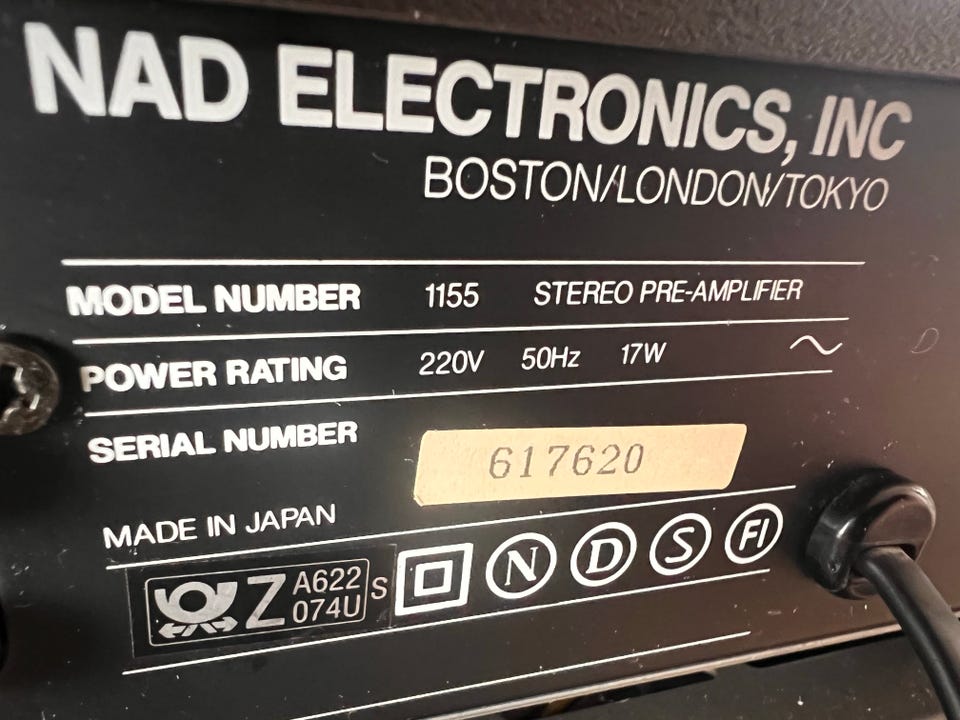 NAD ELECTRONICS, INC
BOSTON/LONDON/TOKYO
MODEL NUMBER 1155 STEREO PRE-AMPLIFIER
POWER RATING 220V 50Hz 17W
SERIAL NUMBER 617620
MADE IN JAPAN
Z A622 S N D S FI
074U